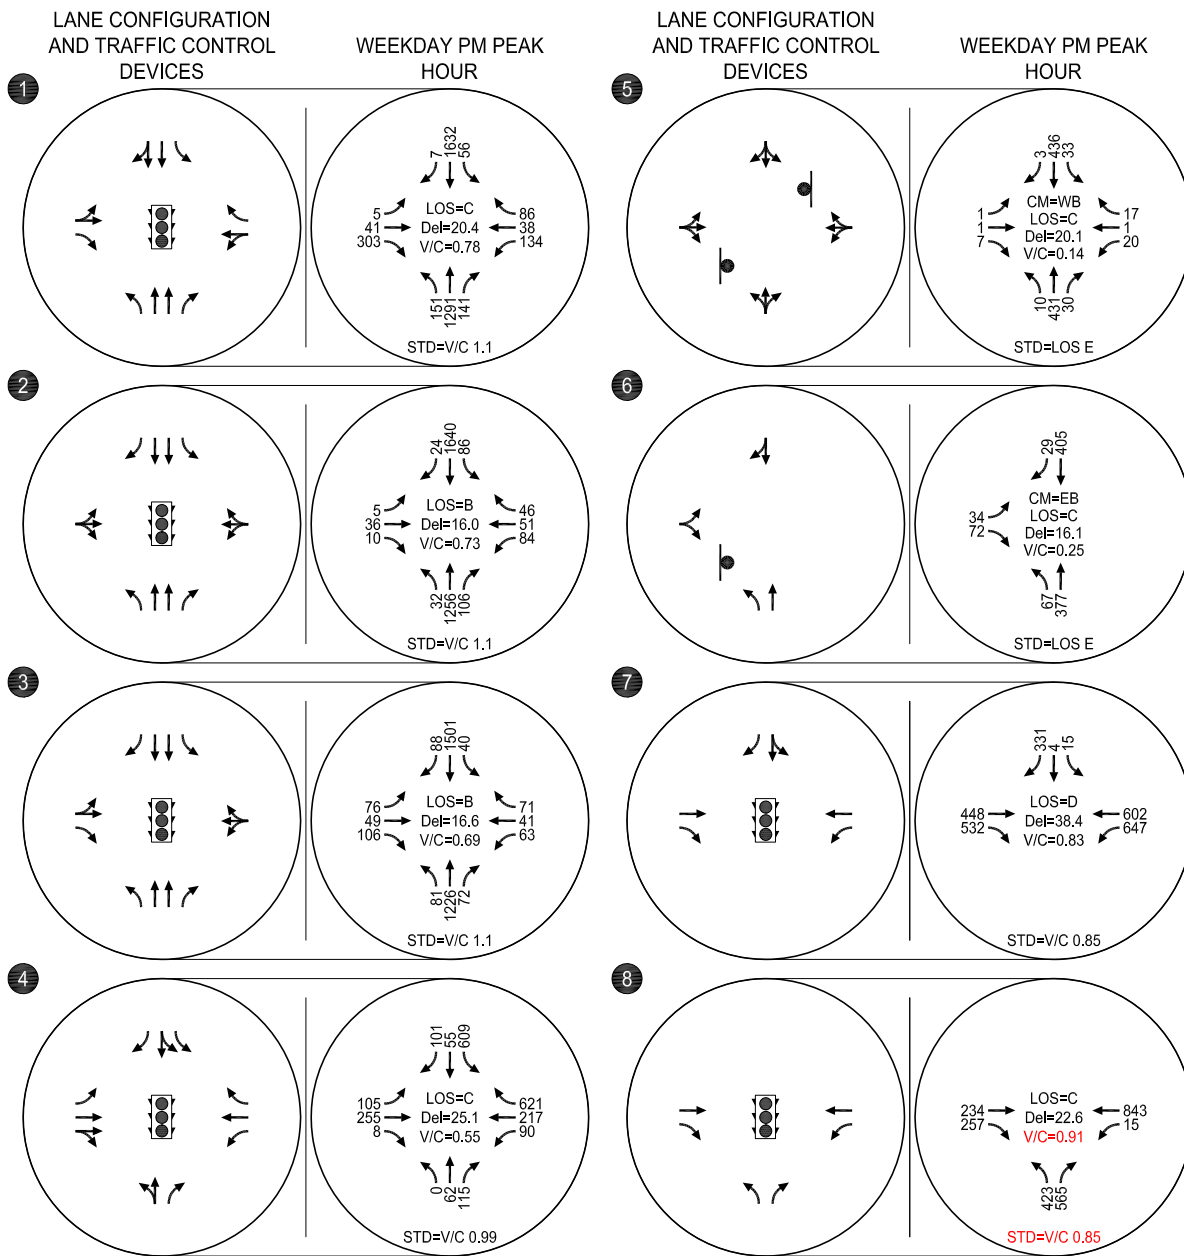 LANE CONFIGURATION
AND TRAFFIC CONTROL
DEVICES
WEEKDAY PM PEAK
HOUR
LANE CONFIGURATION
AND TRAFFIC CONTROL
DEVICES
WEEKDAY PM PEAK
HOUR
1
7 1632 56
5
41
303
LOS=C
Del=20.4
V/C=0.78
86
38
134
151 1291 141
STD=V/C 1.1
2
24 1640 86
5
36
10
LOS=B
Del=16.0
V/C=0.73
46
51
84
32 1256 106
STD=V/C 1.1
3
88 1501 40
76
49
106
LOS=B
Del=16.6
V/C=0.69
71
41
63
81 1226 72
STD=V/C 1.1
4
101 55 609
105
255
8
LOS=C
Del=25.1
V/C=0.55
621
217
90
0 62 115
STD=V/C 0.99
5
3 436 33
1
1
7
CM=WB
LOS=C
Del=20.1
V/C=0.14
17
1
20
10 431 30
STD=LOS E
6
29 405
34
72
CM=EB
LOS=C
Del=16.1
V/C=0.25
67 377
STD=LOS E
7
331 4 15
448
532
LOS=D
Del=38.4
V/C=0.83
602
647
STD=V/C 0.85
8
234
257
LOS=C
Del=22.6
V/C=0.91
843
15
423 565
STD=V/C 0.85